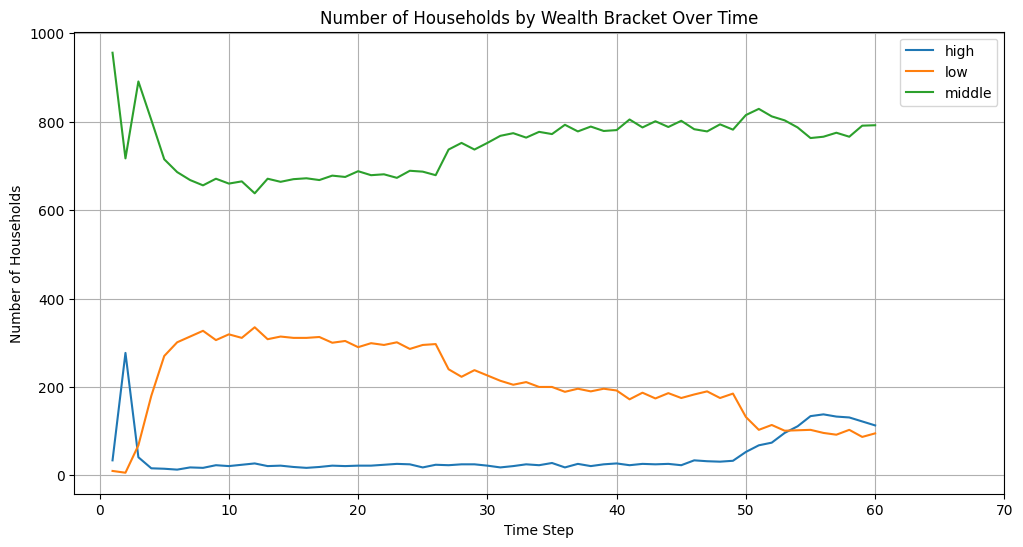 Number of Households by Wealth Bracket Over Time
1000
800
600
400
200
0
Number of Households
high
low
middle
0 10 20 30 40 50 60 70
Time Step